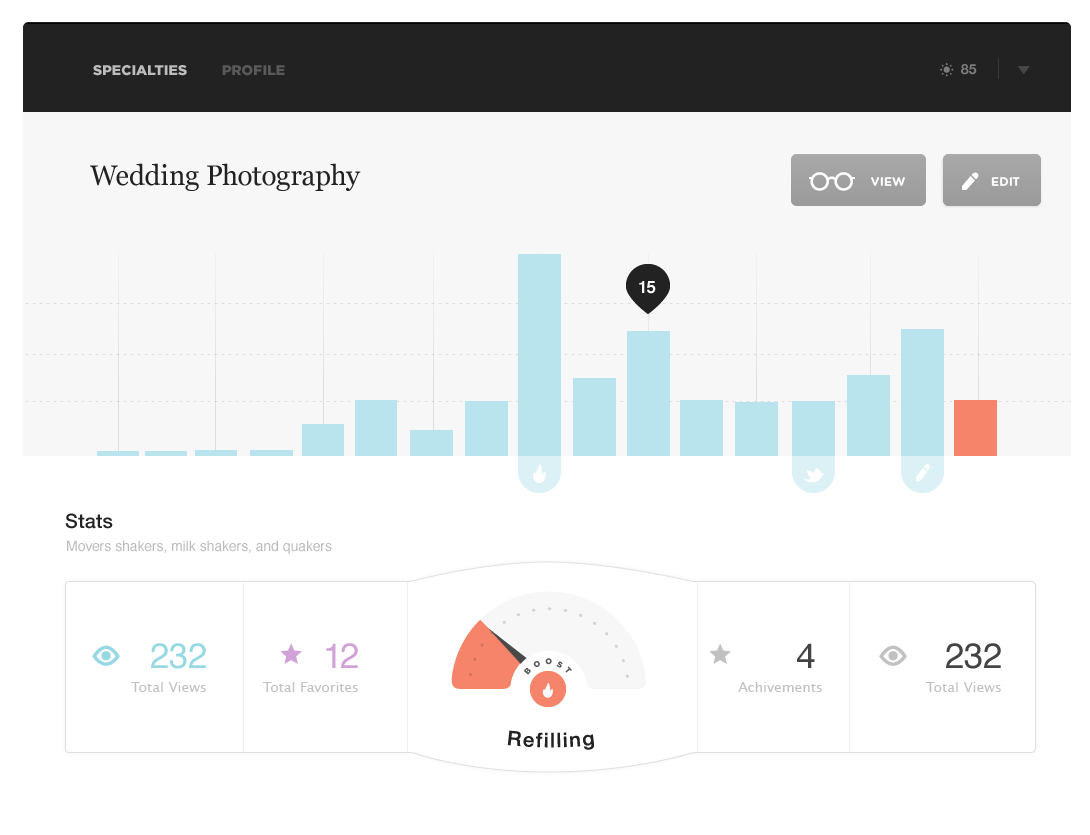 SPECIALTIES PROFILE 85
Wedding Photography
VIEW EDIT
15
Stats
Movers shakers, milk shakers, and quakers
232 Total Views
12 Total Favorites
BOOST
Refilling
4 Achivements
232 Total Views